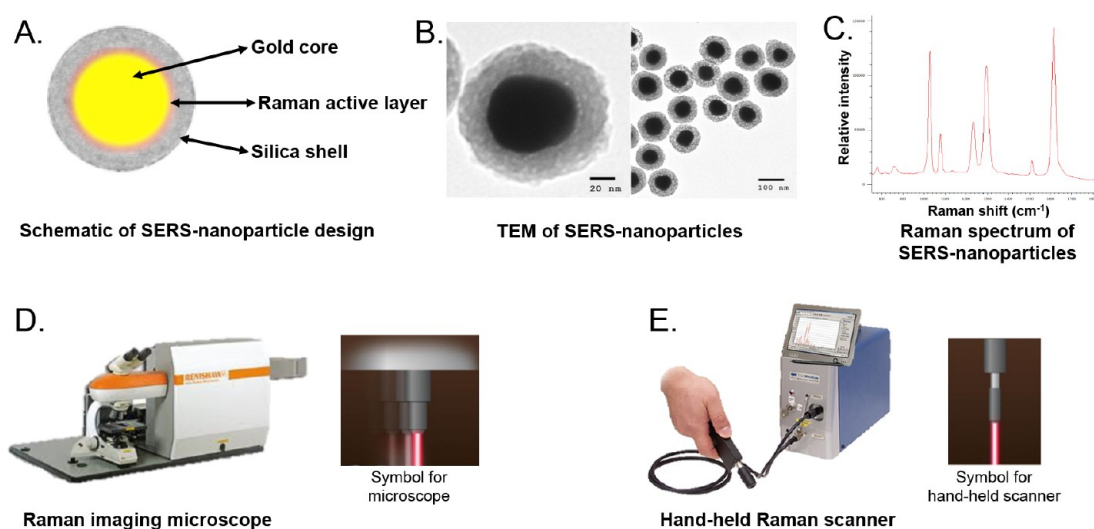 A.
Gold core
Raman active layer
Silica shell
Schematic of SERS-nanoparticle design
B.
20 nm
100 nm
TEM of SERS-nanoparticles
C.
Relative intensity
Raman shift (cm⁻¹)
Raman spectrum of
SERS-nanoparticles
D.
RENISHAW
Symbol for
microscope
Raman imaging microscope
E.
Symbol for
hand-held scanner
Hand-held Raman scanner